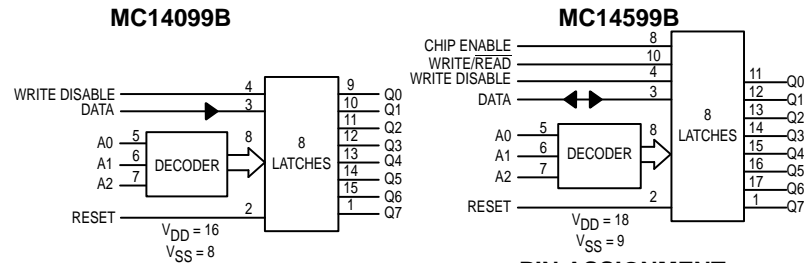 MC14099B
WRITE DISABLE 4
DATA 3
A0 5
A1 6
A2 7
DECODER
8
8
LATCHES
9 Q0
10 Q1
11 Q2
12 Q3
13 Q4
14 Q5
15 Q6
1 Q7
RESET 2
VDD = 16
VSS = 8
MC14599B
CHIP ENABLE 8
WRITE/READ 10
WRITE DISABLE 4
DATA 3
A0 5
A1 6
A2 7
DECODER
8
8
LATCHES
11 Q0
12 Q1
13 Q2
14 Q3
15 Q4
16 Q5
17 Q6
1 Q7
RESET 2
VDD = 18
VSS = 9